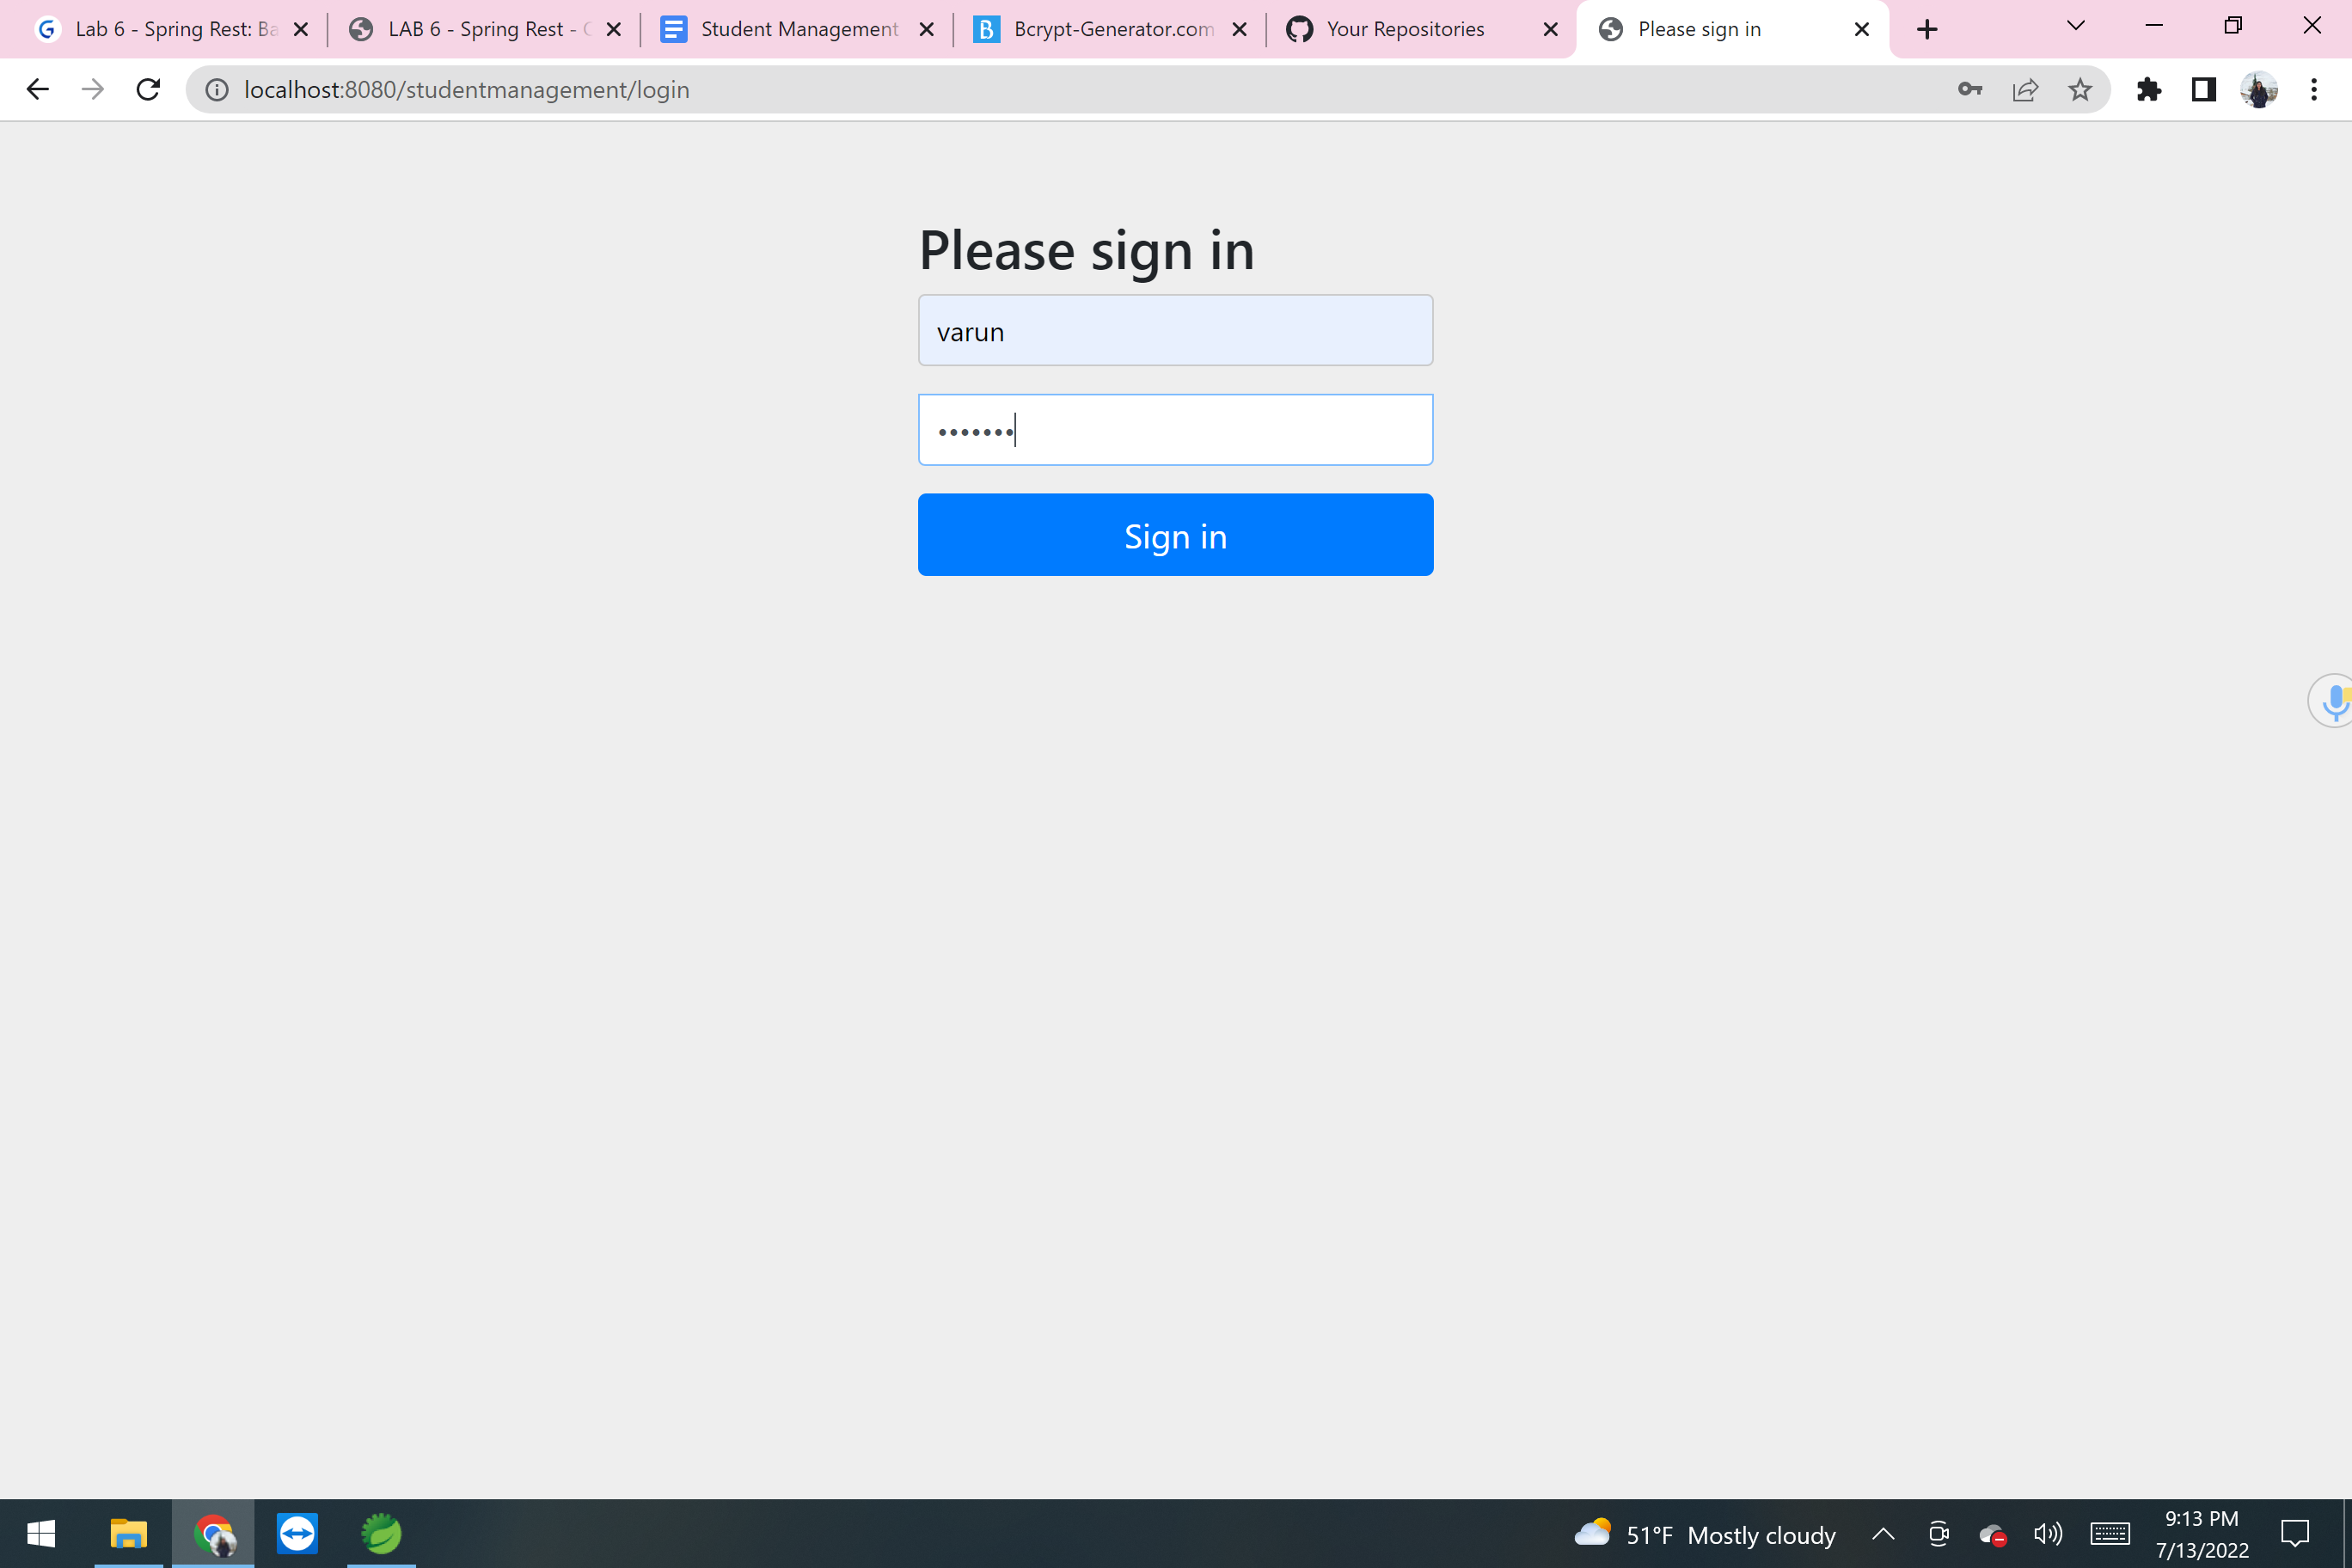 Lab 6 - Spring Rest: Ba
LAB 6 - Spring Rest -
Student Management
Bcrypt-Generator.com
Your Repositories
Please sign in
localhost:8080/studentmanagement/login
Please sign in
varun
•••••••
Sign in
51°F Mostly cloudy
9:13 PM
7/13/2022